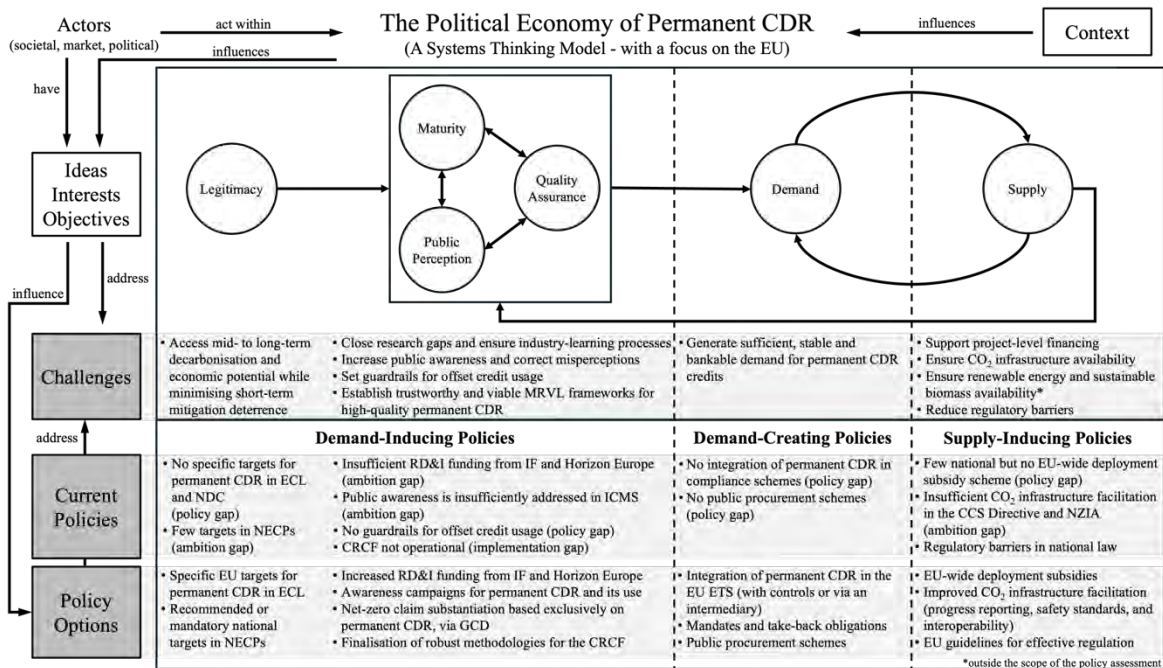 Actors
(societal, market, political)
act within
influences
The Political Economy of Permanent CDR
(A Systems Thinking Model - with a focus on the EU)
influences
Context
have
Ideas
Interests
Objectives
influence
address
Legitimacy
Maturity
Quality
Assurance
Public
Perception
Demand
Supply
Challenges
• Access mid- to long-term
decarbonisation and
economic potential while
minimising short-term
mitigation deterrence
• Close research gaps and ensure industry-learning processes
• Increase public awareness and correct misperceptions
• Set guardrails for offset credit usage
• Establish trustworthy and viable MRVL frameworks for
high-quality permanent CDR
• Generate sufficient, stable and
bankable demand for permanent CDR
credits
• Support project-level financing
• Ensure CO₂ infrastructure availability
• Ensure renewable energy and sustainable
biomass availability*
• Reduce regulatory barriers
address
Demand-Inducing Policies
Demand-Creating Policies
Supply-Inducing Policies
Current
Policies
• No specific targets for
permanent CDR in ECL
and NDC
(policy gap)
• Few targets in NECPs
(ambition gap)
• Insufficient RD&I funding from IF and Horizon Europe
(ambition gap)
• Public awareness is insufficiently addressed in ICMS
(ambition gap)
• No guardrails for offset credit usage (policy gap)
• CRCF not operational (implementation gap)
• No integration of permanent CDR in
compliance schemes (policy gap)
• No public procurement schemes
(policy gap)
• Few national but no EU-wide deployment
subsidy scheme (policy gap)
• Insufficient CO₂ infrastructure facilitation
in the CCS Directive and NZIA
(ambition gap)
• Regulatory barriers in national law
Policy
Options
• Specific EU targets for
permanent CDR in ECL
• Recommended or
mandatory national
targets in NECPs
• Increased RD&I funding from IF and Horizon Europe
• Awareness campaigns for permanent CDR and its use
• Net-zero claim substantiation based exclusively on
permanent CDR, via GCD
• Finalisation of robust methodologies for the CRCF
• Integration of permanent CDR in the
EU ETS (with controls or via an
intermediary)
• Mandates and take-back obligations
• Public procurement schemes
• EU-wide deployment subsidies
• Improved CO₂ infrastructure facilitation
(progress reporting, safety standards, and
interoperability)
• EU guidelines for effective regulation
*outside the scope of the policy assessment